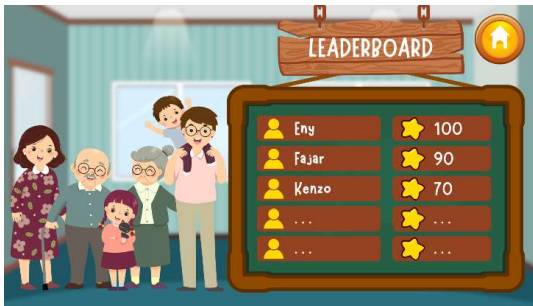 LEADERBOARD
Eny 100
Fajar 90
Kenzo 70
... ...
... ...